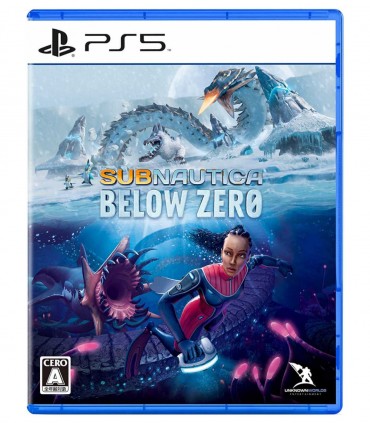 PS5
SUBNAUTICA
BELOW ZERO
CERO
A
全年齢対象
UNKNOWN WORLDS
ENTERTAINMENT